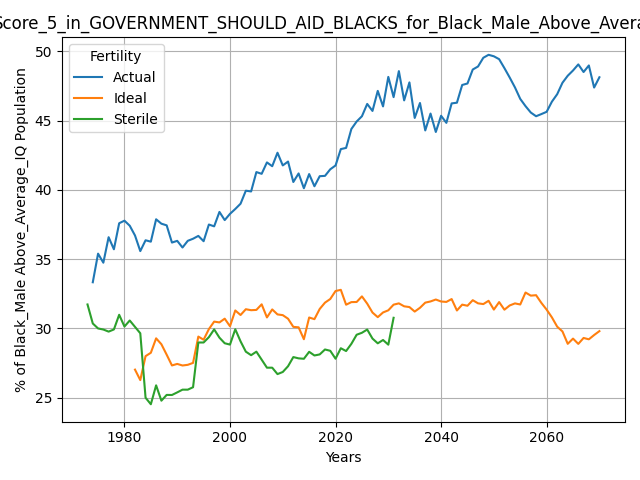 Score_5_in_GOVERNMENT_SHOULD_AID_BLACKS_for_Black_Male_Above_Avera
Fertility
Actual
Ideal
Sterile
% of Black_Male Above_Average_IQ Population
50
45
40
35
30
25
1980 2000 2020 2040 2060
Years